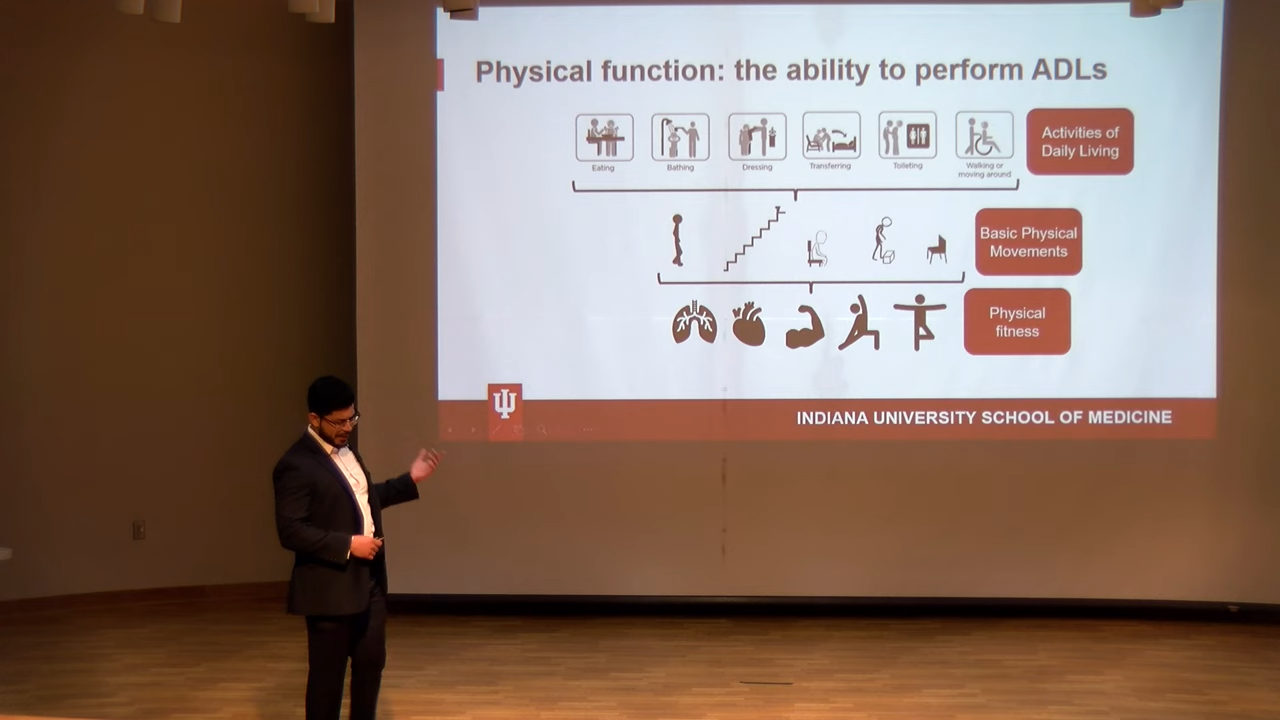 Physical function: the ability to perform ADLs
Eating
Bathing
Dressing
Transferring
Toileting
Walking or
moving around
Activities of
Daily Living
Basic Physical
Movements
Physical
fitness
INDIANA UNIVERSITY SCHOOL OF MEDICINE